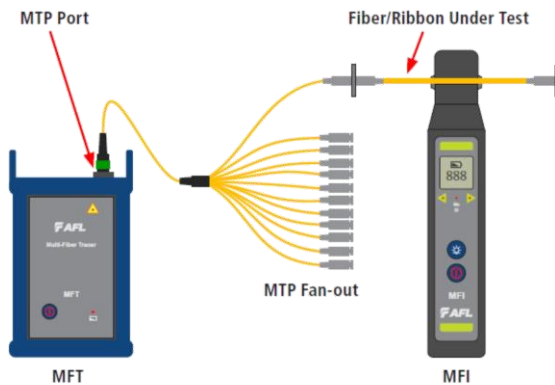 MTP Port
Fiber/Ribbon Under Test
AFL
Multi-Fiber Tracer
MFT
888
MFI
AFL
MTP Fan-out
MFT
MFI